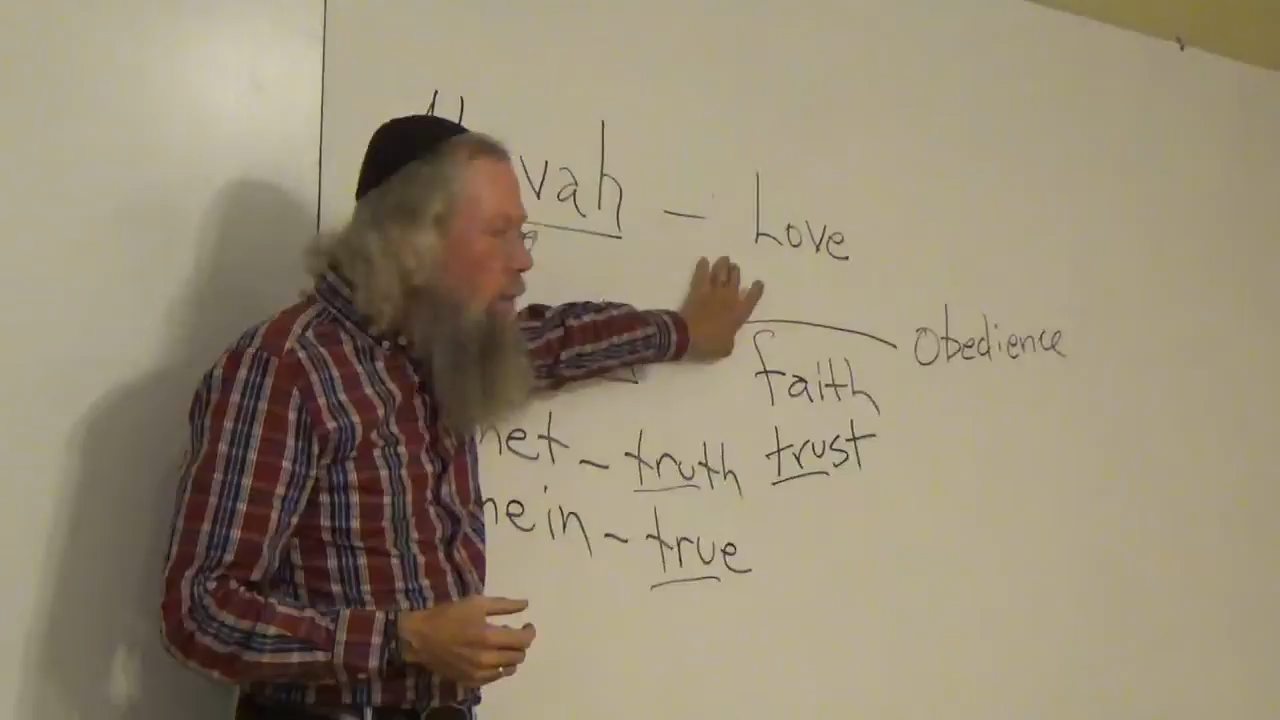 vah - Love
Obedience
faith
net - truth trust
nein - true